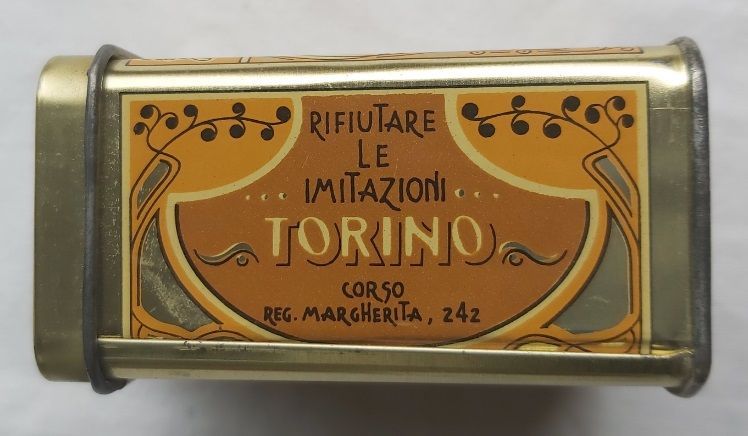 RIFIUTARE
LE
IMITAZIONI
TORINO
CORSO
REG. MARGHERITA, 242